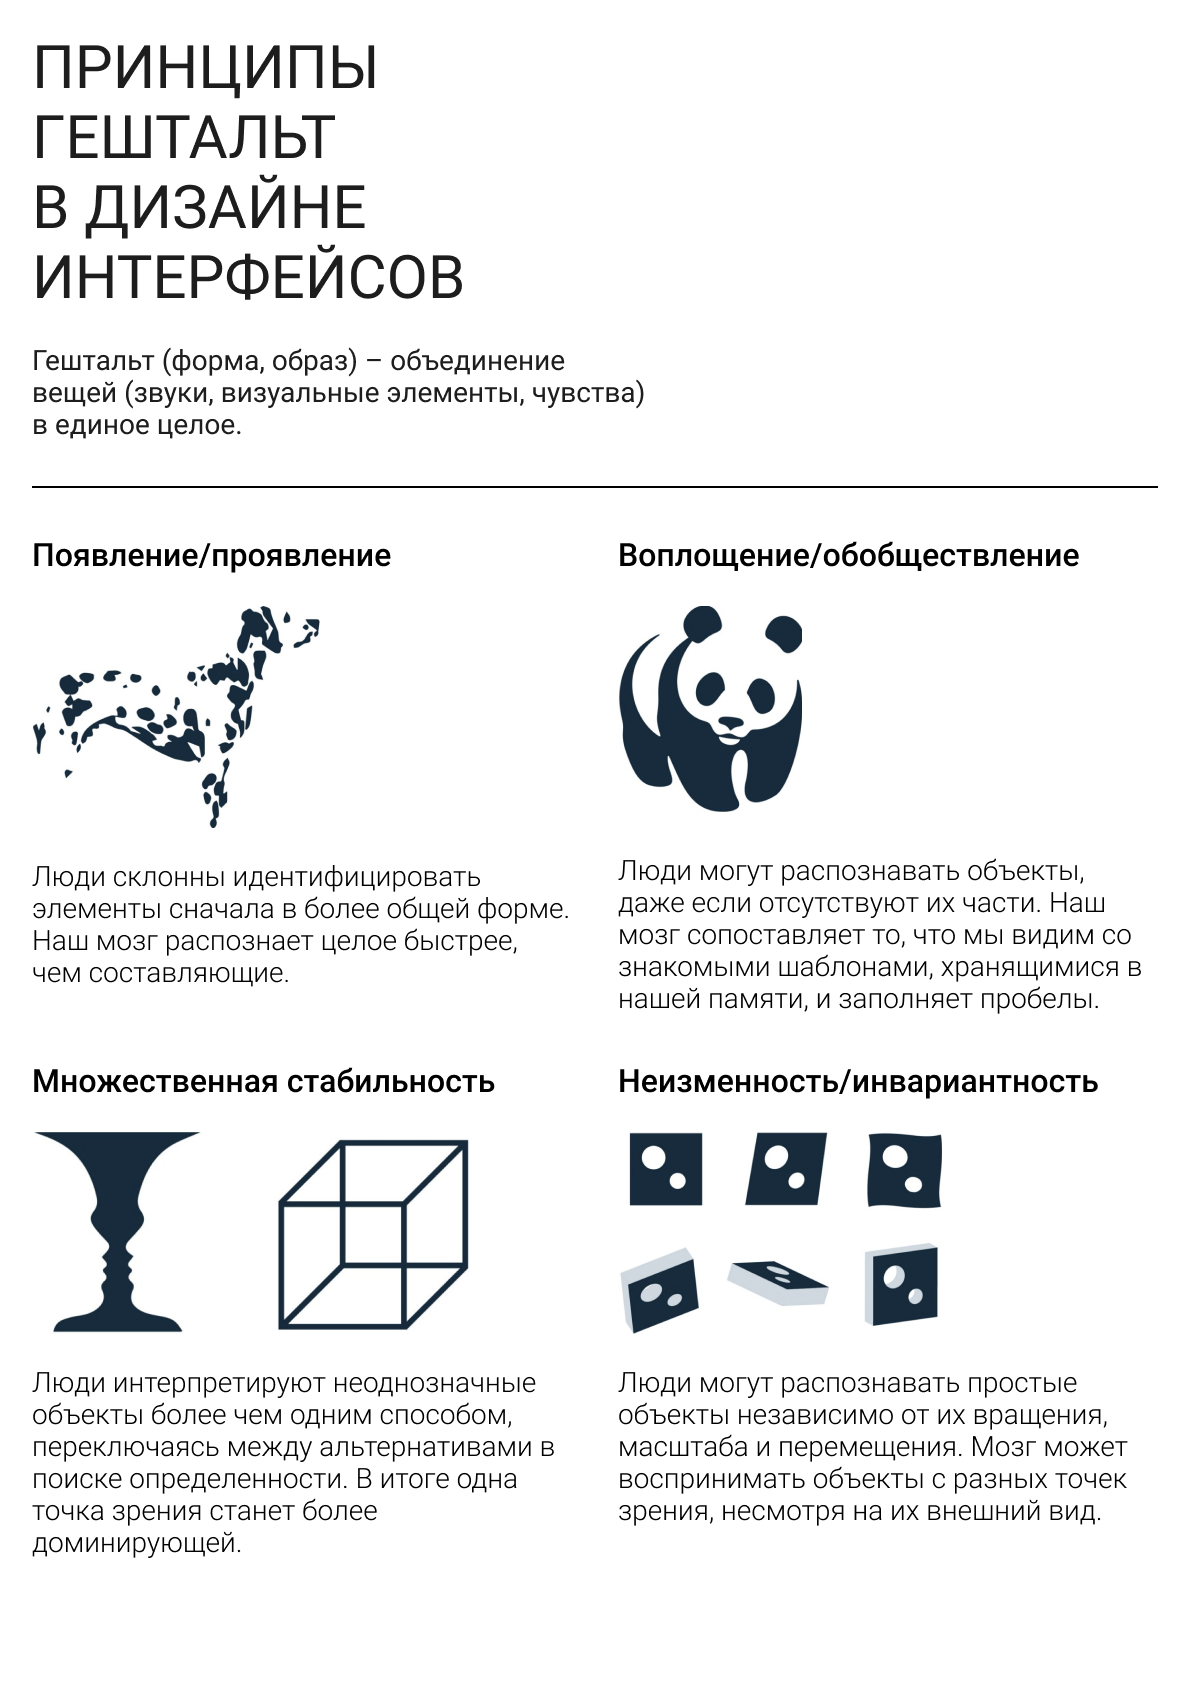 ПРИНЦИПЫ
ГЕШТАЛЬТ
В ДИЗАЙНЕ
ИНТЕРФЕЙСОВ
Гештальт (форма, образ) – объединение
вещей (звуки, визуальные элементы, чувства)
в единое целое.
Появление/проявление
Люди склонны идентифицировать
элементы сначала в более общей форме.
Наш мозг распознает целое быстрее,
чем составляющие.
Воплощение/обобществление
Люди могут распознавать объекты,
даже если отсутствуют их части. Наш
мозг сопоставляет то, что мы видим со
знакомыми шаблонами, хранящимися в
нашей памяти, и заполняет пробелы.
Множественная стабильность
Люди интерпретируют неоднозначные
объекты более чем одним способом,
переключаясь между альтернативами в
поиске определенности. В итоге одна
точка зрения станет более
доминирующей.
Неизменность/инвариантность
Люди могут распознавать простые
объекты независимо от их вращения,
масштаба и перемещения. Мозг может
воспринимать объекты с разных точек
зрения, несмотря на их внешний вид.